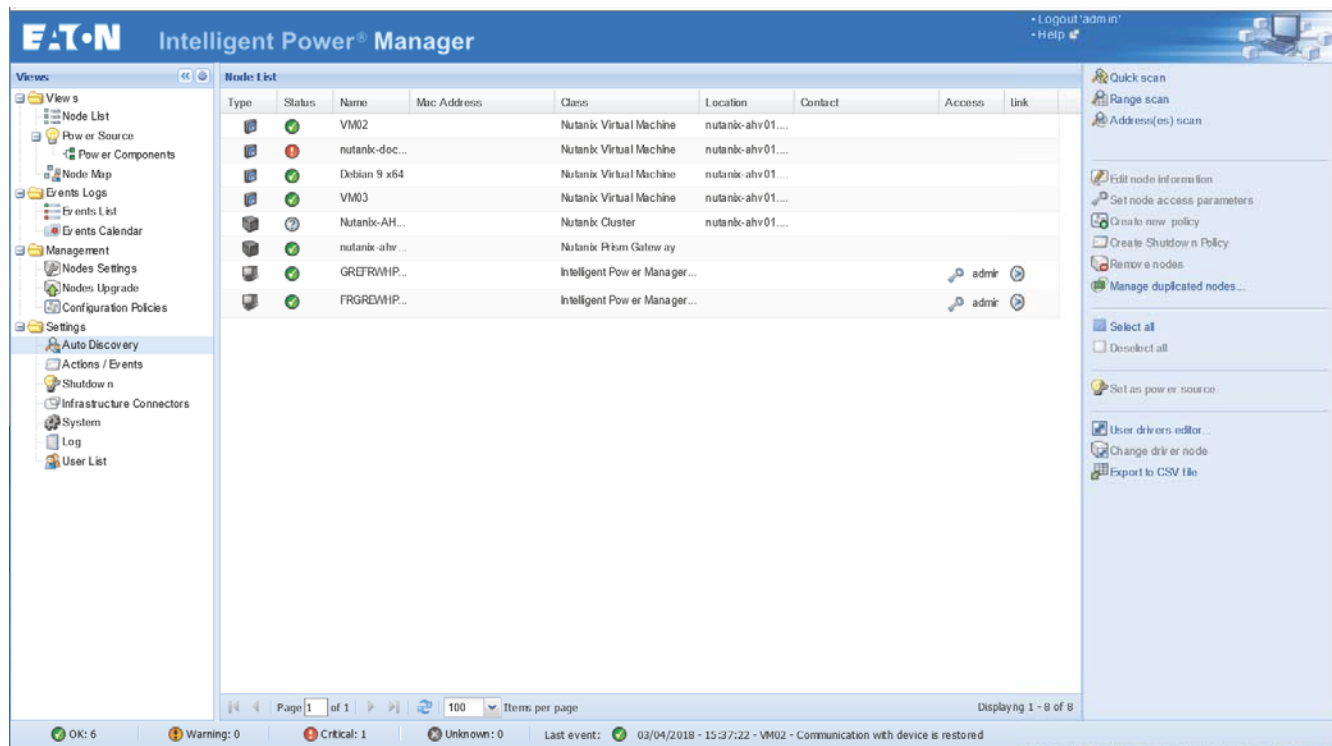 EATON Intelligent Power® Manager
Logout 'admin'
Help
Views
Views
Node List
Power Source
Power Components
Node Map
Events Logs
Events List
Events Calendar
Management
Nodes Settings
Nodes Upgrade
Configuration Policies
Settings
Auto Discovery
Actions / Events
Shutdown
Infrastructure Connectors
System
Log
User List
Node List
Type Status Name Mac Address Class Location Contact Access Link
VM02 Nutanix Virtual Machine nutanix-ahv01....
nutanix-doc... Nutanix Virtual Machine nutanix-ahv01....
Debian 9 x64 Nutanix Virtual Machine nutanix-ahv01....
VM03 Nutanix Virtual Machine nutanix-ahv01....
Nutanix-AH... Nutanix Cluster nutanix-ahv01....
nutanix-ahv... Nutanix Prism Gateway
GREFRWHP... Intelligent Power Manager... admir
FRGREWHP... Intelligent Power Manager... admir
Page 1 of 1 100 Items per page Displaying 1 - 8 of 8
Quick scan
Range scan
Address(es) scan
Edit node information
Set node access parameters
Create new policy
Create Shutdown Policy
Remove nodes
Manage duplicated nodes...
Select all
Deselect all
Set as power source
User drivers editor...
Change driver node
Export to CSV file
OK: 6 Warning: 0 Critical: 1 Unknown: 0 Last event: 03/04/2018 - 15:37:22 - VM02 - Communication with device is restored